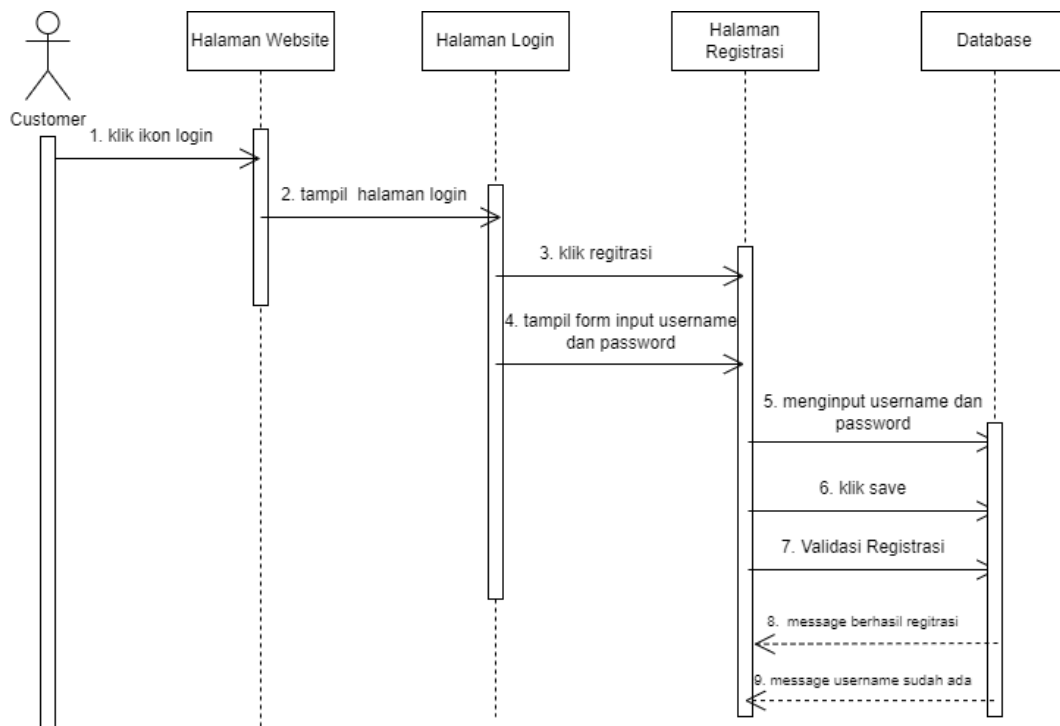 Halaman Website
Halaman Login
Halaman
Registrasi
Database
Customer
1. klik ikon login
2. tampil halaman login
3. klik regitrasi
4. tampil form input username
dan password
5. menginput username dan
password
6. klik save
7. Validasi Registrasi
8. message berhasil regitrasi
9. message username sudah ada